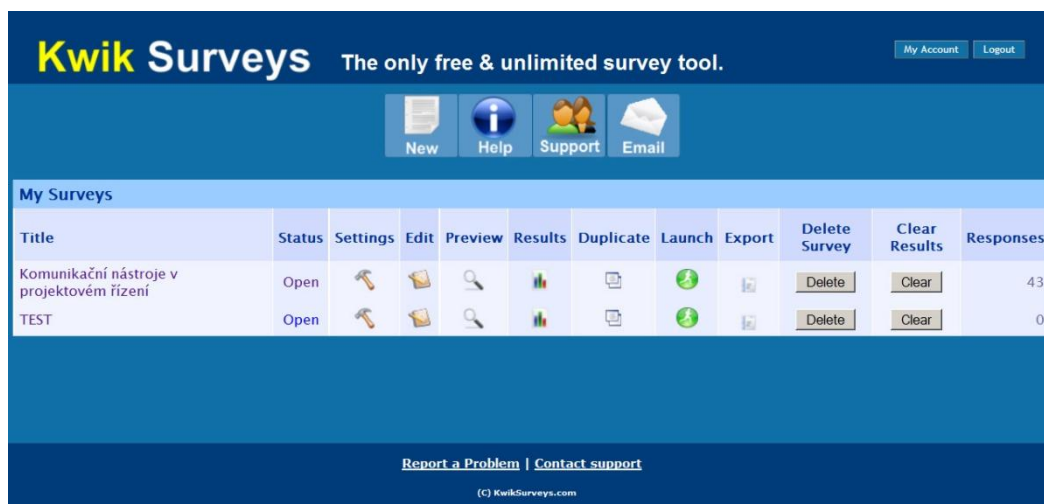 Kwik Surveys The only free & unlimited survey tool.
My Account Logout
New Help Support Email
My Surveys
Title Status Settings Edit Preview Results Duplicate Launch Export Delete Survey Clear Results Responses
Komunikační nástroje v
projektovém řízení Open Delete Clear 43
TEST Open Delete Clear 0
Report a Problem | Contact support
(C) KwikSurveys.com